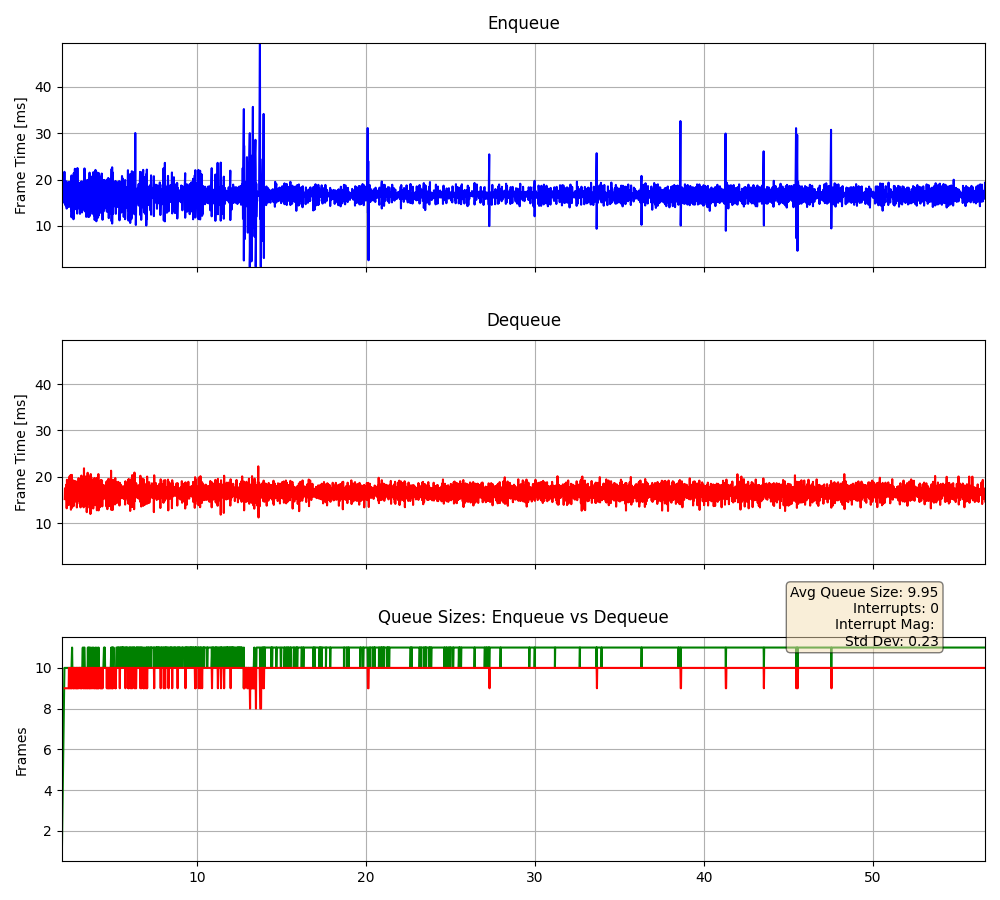 Enqueue
Frame Time [ms]
40
30
20
10
Dequeue
Frame Time [ms]
40
30
20
10
Avg Queue Size: 9.95
Interrupts: 0
Interrupt Mag:
Std Dev: 0.23
Queue Sizes: Enqueue vs Dequeue
Frames
10
8
6
4
2
10 20 30 40 50